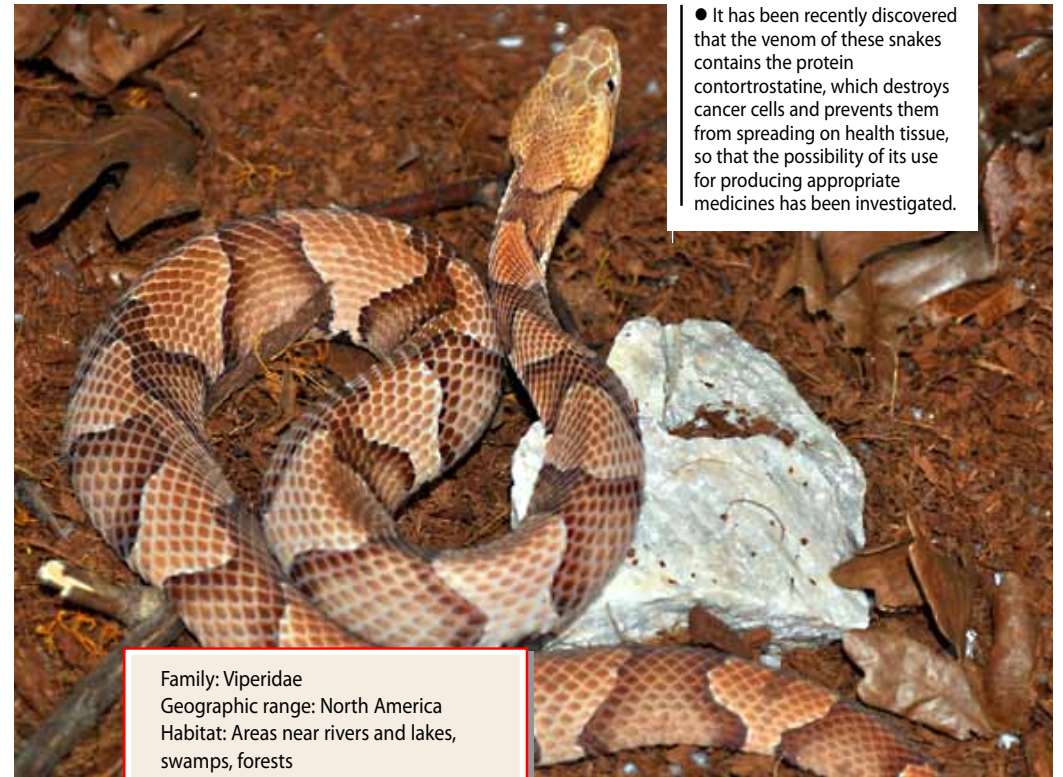 ● It has been recently discovered
that the venom of these snakes
contains the protein
contortrostatine, which destroys
cancer cells and prevents them
from spreading on health tissue,
so that the possibility of its use
for producing appropriate
medicines has been investigated.
Family: Viperidae
Geographic range: North America
Habitat: Areas near rivers and lakes,
swamps, forests